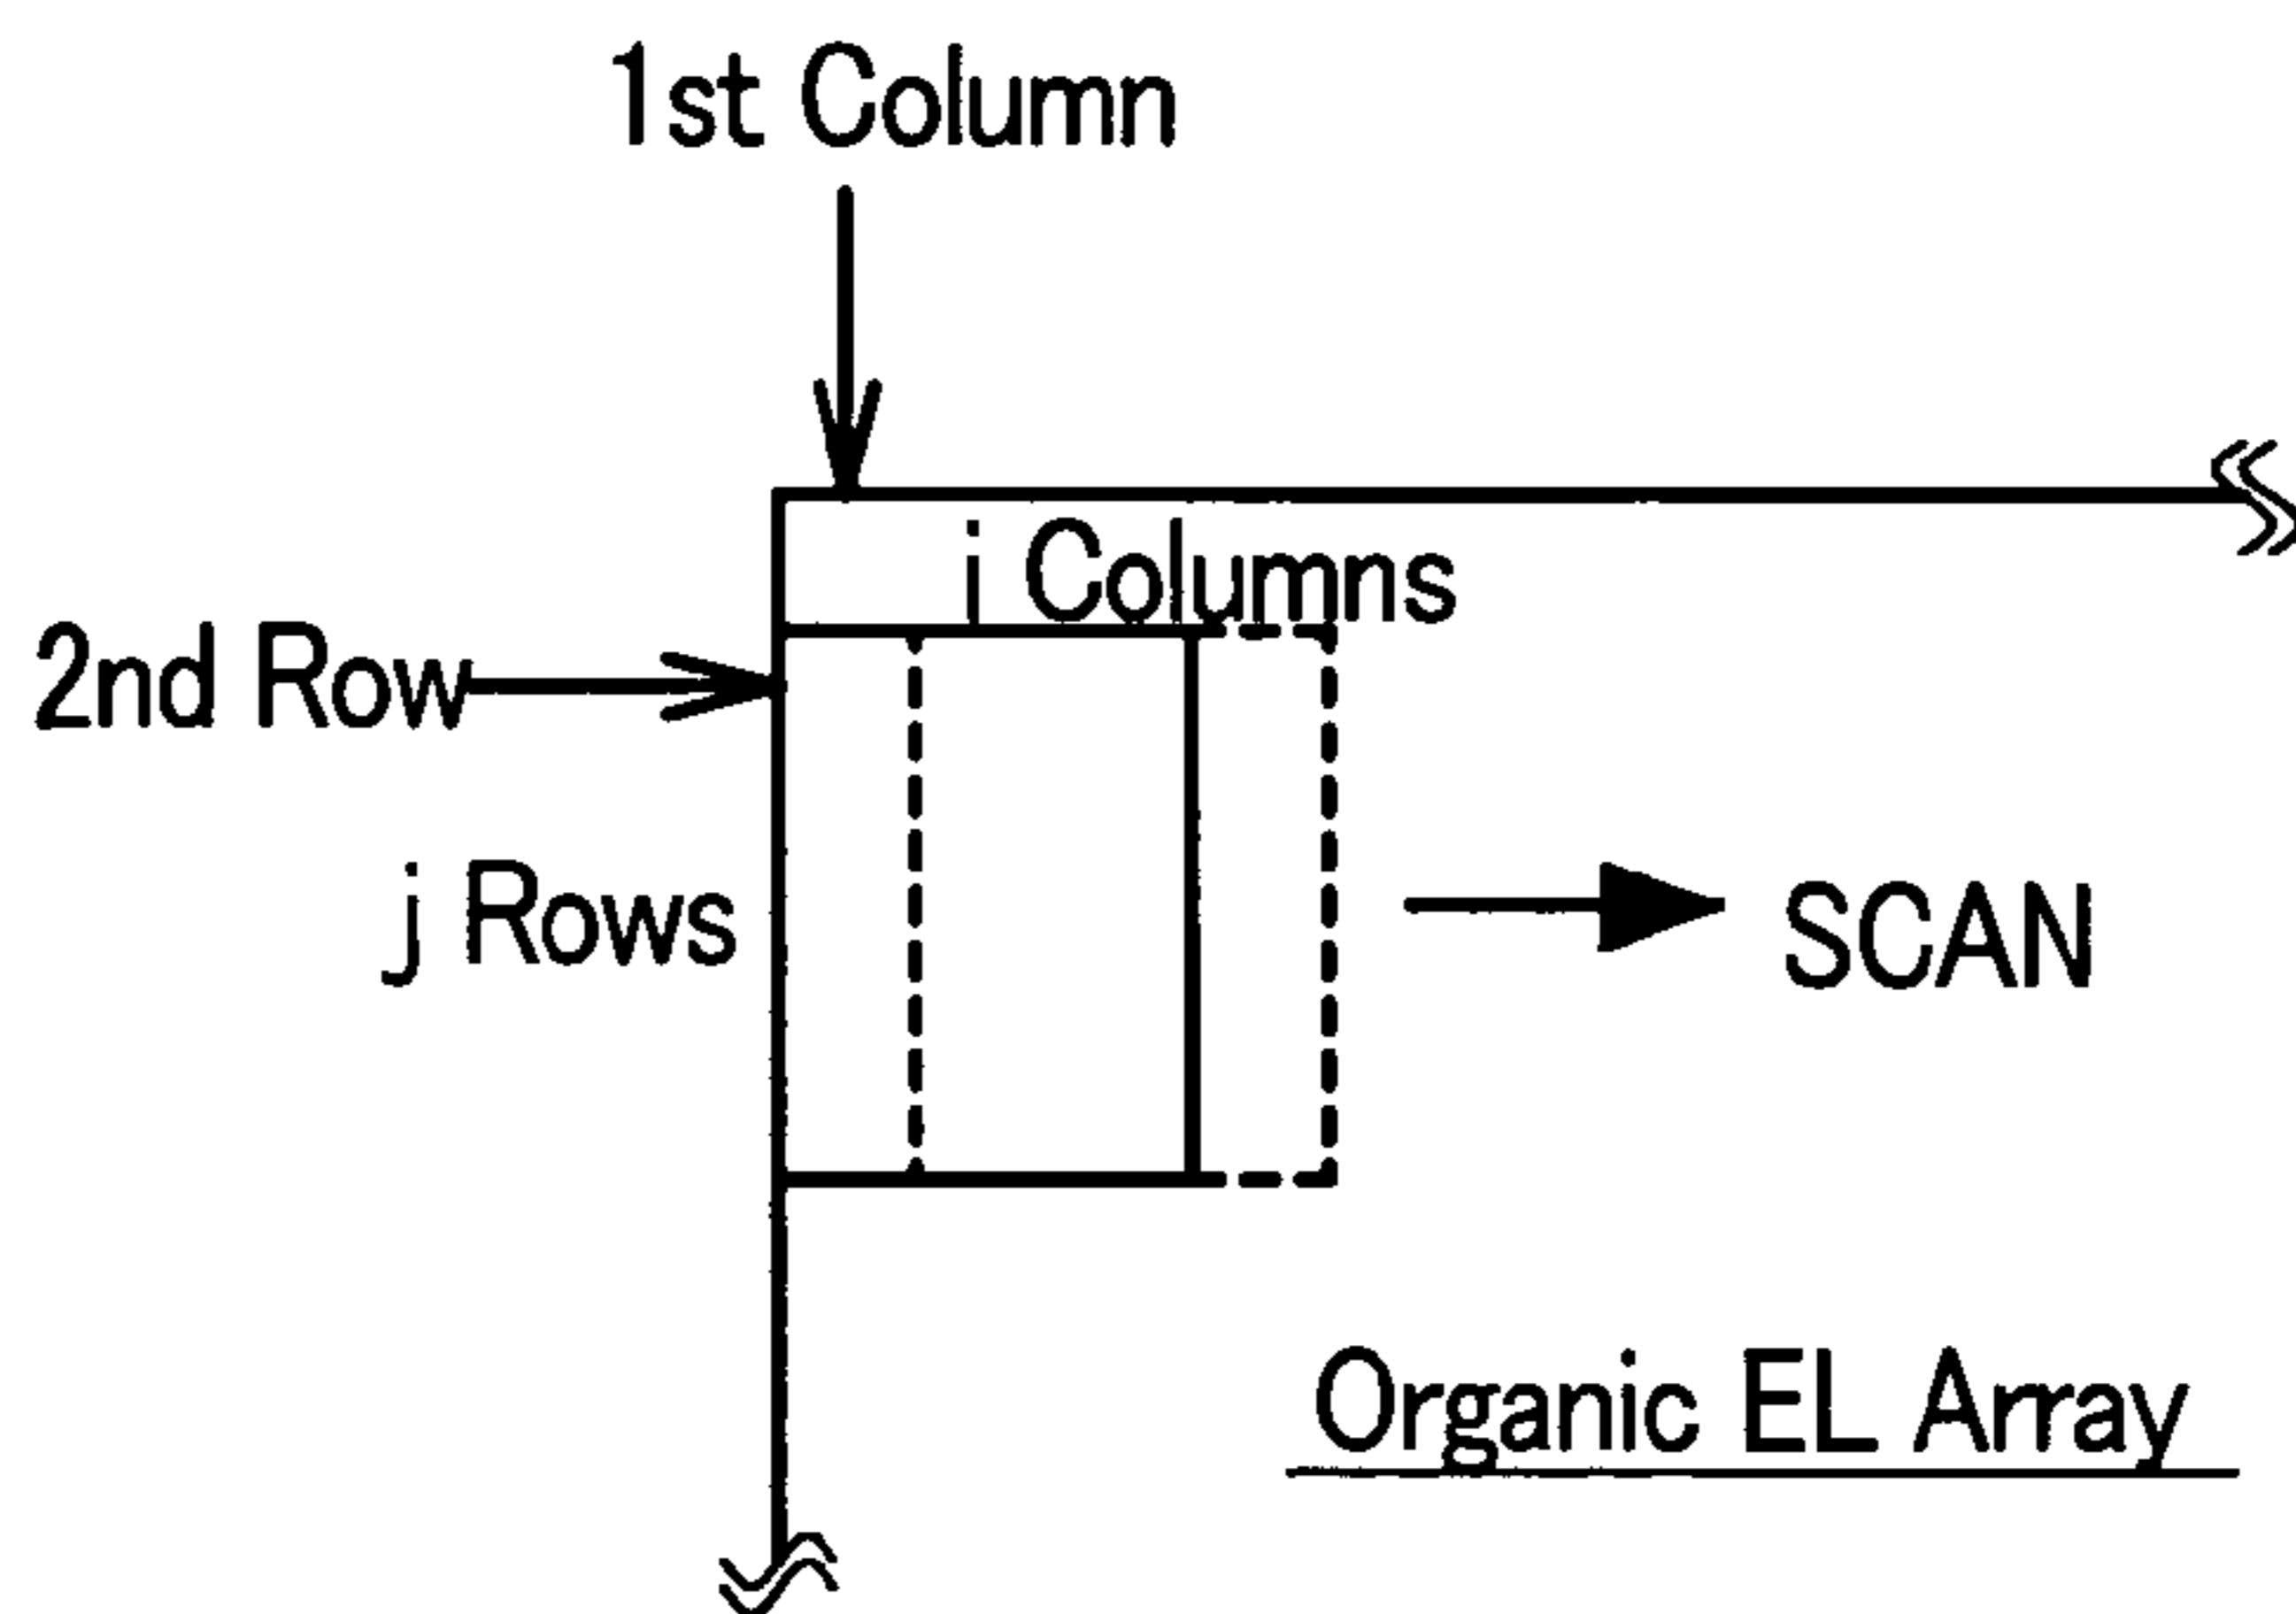 1st Column
i Columns
2nd Row
j Rows
SCAN
Organic EL Array